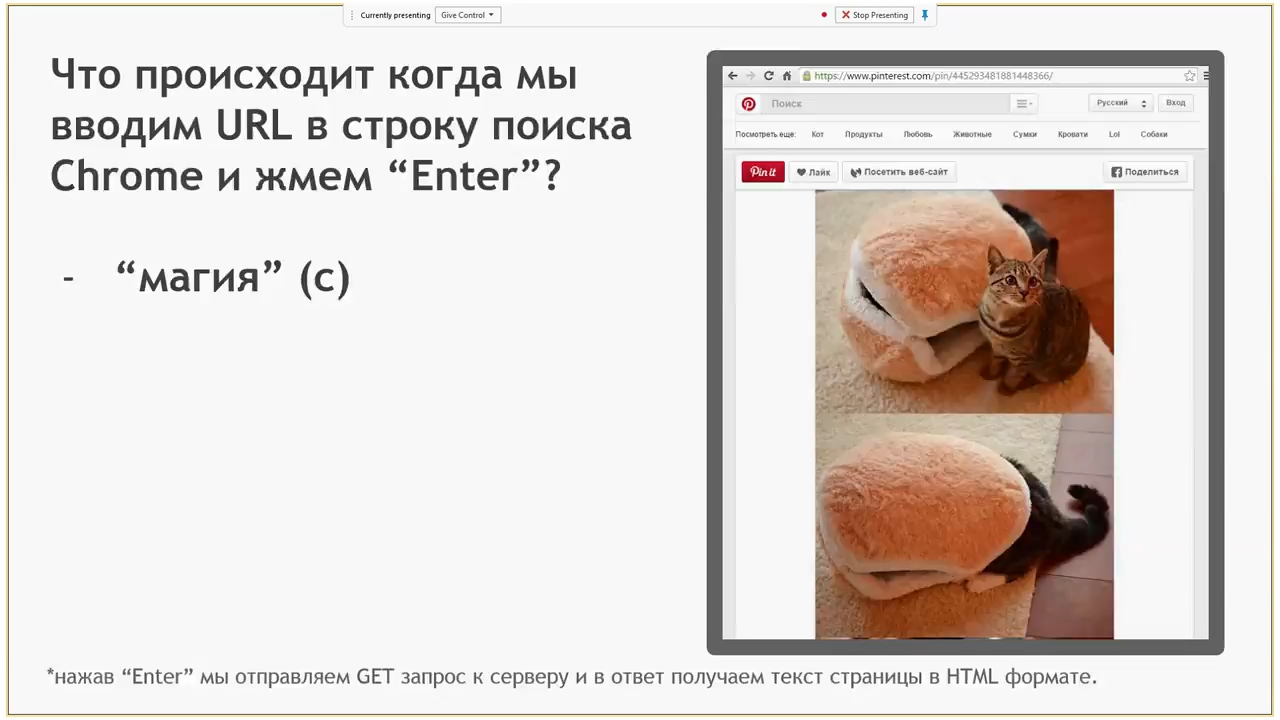 Currently presenting Give Control Stop Presenting
Что происходит когда мы
вводим URL в строку поиска
Chrome и жмем “Enter”?
- “магия” (с)
https://www.pinterest.com/pin/445293481881448366/
Поиск Русский Вход
Посмотреть еще: Кот Продукты Любовь Животные Сумки Кровати Lol Собаки
Pin it Лайк Посетить веб-сайт Поделиться
*нажав “Enter” мы отправляем GET запрос к серверу и в ответ получаем текст страницы в HTML формате.